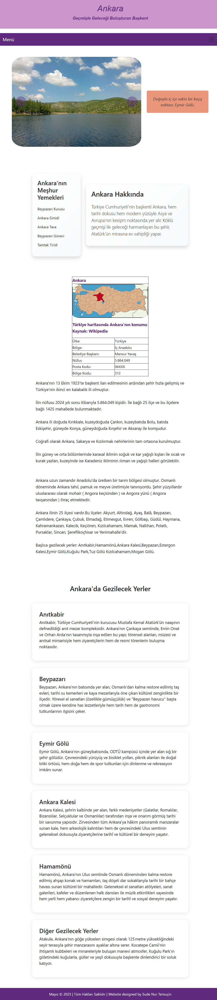 Ankara
Geçmişle Geleceği Buluşturan Başkent
Menü
Doğayla iç içe sakin bir kaçış
noktası: Eymir Gölü.
Ankara'nın
Meşhur
Yemekleri
Beypazarı Kurusu
Ankara Simidi
Ankara Tava
Beypazarı Güveci
Tamtak Tiridi
Ankara Hakkında
Türkiye Cumhuriyeti'nin başkenti Ankara, hem
tarihi dokusu hem modern yüzüyle Asya ve
Avrupa'nın kesişim noktasında yer alır. Köklü
geçmişi ile geleceği harmanlayan bu şehir,
Atatürk'ün mirasına ev sahipliği yapar.
Ankara
Türkiye haritasında Ankara'nın konumu
Kaynak: Wikipedia
Ülke: Türkiye
Bölge: İç Anadolu
Belediye Başkanı: Mansur Yavaş
Nüfus 5.864.049
Posta Kodu: 06XXX
Bölge Kodu: 312
Ankara'nın 13 Ekim 1923'te başkent ilan edilmesinin ardından şehir hızla gelişmiş ve
Türkiye'nin ikinci en kalabalık ili olmuştur.
İlin nüfusu 2024 yılı sonu itibarıyla 5.864.049 kişidir. İle bağlı 25 ilçe ve bu ilçelere
bağlı 1425 mahallede bulunmaktadır.
Ankara ili doğuda Kırıkkale, kuzeydoğuda Çankırı, kuzeybatıda Bolu, batıda
Eskişehir, güneyde Konya, güneydoğuda Kırşehir ve Aksaray ile komşudur.
Coğrafi olarak Ankara, Sakarya ve Kızılırmak nehirlerinin tam ortasına kurulmuştur.
İlin güney ve orta bölümlerinde karasal iklimin soğuk ve kar yağışlı kışları ile sıcak ve
kurak yazları, kuzeyinde ise Karadeniz ikliminin ılıman ve yağışlı halleri görülebilir.
Ankara uzun zamandır Anadolu'da üretken bir tarım bölgesi olmuştur. Osmanlı
döneminde Ankara tahıl, pamuk ve meyve üretimiyle tanınıyordu. Şehir yüzyıllardır
uluslararası olarak mohair ( Angora keçisinden ) ve Angora yünü ( Angora
tavşanından ) ihraç etmektedir.
Ankara ilinin 25 ilçesi vardır.Bu ilçeler: Akyurt, Altındağ, Ayaş, Balâ, Beypazarı,
Çamlıdere, Çankaya, Çubuk, Elmadağ, Etimesgut, Evren, Gölbaşı, Güdül, Haymana,
Kahramankazan, Kalecik, Keçiören, Kızılcahamam, Mamak, Nallıhan, Polatlı,
Pursaklar, Sincan, Şereflikoçhisar ve Yenimahalle'dir.
Başlıca gezilecek yerler: Anıtkabir,Hamamönü,Ankara Kalesi,Beypazarı,Estergon
Kalesi,Eymir Gölü,Kuğulu Park,Tuz Gölü Kızılcahamam,Mogan Gölü.
Ankara'da Gezilecek Yerler
Anıtkabir
Anıtkabir, Türkiye Cumhuriyeti’nin kurucusu Mustafa Kemal Atatürk’ün naaşının
defnedildiği anıt mezar kompleksidir. Ankara’nın Çankaya semtinde, Emin Onat
ve Orhan Arda’nın tasarımıyla inşa edilen bu yapı; törensel alanları, müzesi ve
anıtsal mimarisiyle hem ziyaretçilerin hem de resmi törenlerin buluşma
noktasıdır.
Beypazarı
Beypazarı, Ankara’nın batısında yer alan, Osmanlı’dan kalma restore edilmiş taş
evleri, tarihi su kemerleri ve kaya mezarlarıyla öne çıkan kültürel zenginlikte bir
ilçedir. Yöresel el sanatları (özellikle gümüşçülük) ve “Beypazarı havucu” başta
olmak üzere kendine has lezzetleriyle hem tarih hem de gastronomi
tutkunlarının ilgisini çeker.
Eymir Gölü
Eymir Gölü, Ankara’nın güneybatısında, ODTÜ kampüsü içinde yer alan sığ bir
şehir gölüdür. Çevresindeki yürüyüş ve bisiklet yolları, piknik alanları ile doğal
bitki örtüsü, hem doğa hem de spor tutkunları için dinlenme ve rekreasyon
imkânı sunar.
Ankara Kalesi
Ankara Kalesi, şehrin kalbinde yer alan, farklı medeniyetler (Galatlar, Romalılar,
Bizanslılar, Selçuklular ve Osmanlılar) tarafından inşa ve onarım görmüş tarihi
bir savunma yapısıdır. Zirvesinden tüm Ankara’ya hâkim panoramik manzaralar
sunan kale, hem arkeolojik kalıntıları hem de çevresindeki Ulus semtinin
geleneksel dokusuyla ziyaretçilerine tarihî ve kültürel bir deneyim yaşatır.
Hamamönü
Hamamönü, Ankara’nın Ulus semtinde Osmanlı döneminden kalma restore
edilmiş ahşap konak ve hamamları, taş döşeli dar sokaklarıyla tarihi bir bahçe
havası sunan kültürel bir mahalledir. Geleneksel el sanatları atölyeleri, sanat
galerileri, kafeler ve düzenlenen halk dansları ile müzik etkinlikleri sayesinde
hem yerli hem yabancı ziyaretçilere zengin bir tarihî ve sosyal deneyim yaşatır.
Diğer Gezilecek Yerler
Atakule, Ankara’nın göğe yükselen simgesi olarak 125 metre yüksekliğindeki
seyir terasıyla şehir manzarasını ayaklar altına serer. Kocatepe Camii’nin
ihtişamlı kubbeleri ve minareleriyle buluşan manevi atmosfer, Kuğulu Park’ın
göletindeki kuğularla, güller ve yeşil dokusuyla başkente dinlendirici bir soluk
katıyor.
Mayıs © 2025 | Tüm Hakları Saklıdır | Website designed by Sude Nur Temuçin